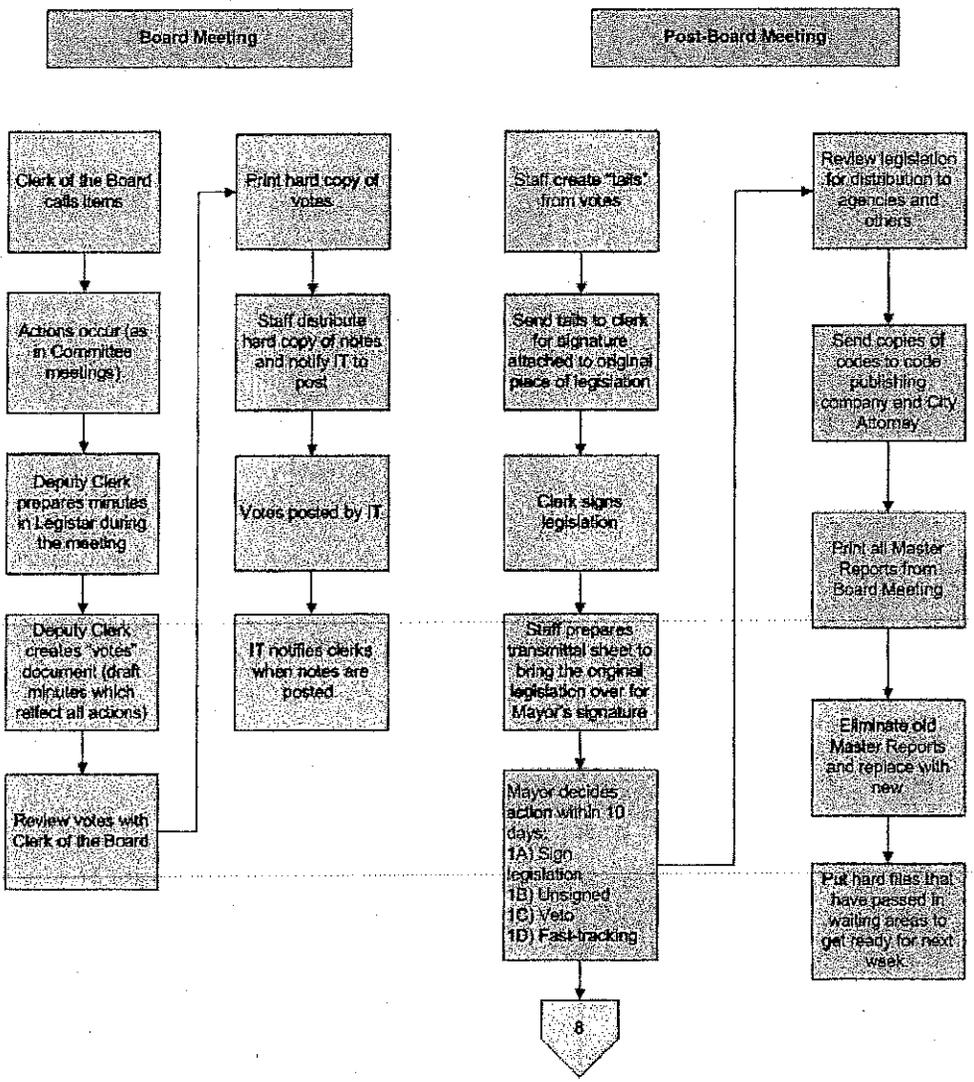 Board Meeting
Post-Board Meeting
Clerk of the Board
calls items
Actions occur (as
in Committee
meetings)
Deputy Clerk
prepares minutes
in Legistar during
the meeting
Deputy Clerk
creates "votes"
document (draft
minutes which
reflect all actions)
Review votes with
Clerk of the Board
Print hard copy of
votes
Staff distribute
hard copy of notes
and notify IT to
post
Votes posted by IT
IT notifies clerks
when notes are
posted
Staff create "tails"
from votes
Send tails to clerk
for signature
attached to original
piece of legislation
Clerk signs
legislation
Staff prepares
transmittal sheet to
bring the original
legislation over for
Mayor's signature
Mayor decides
action within 10
days:
1A) Sign
legislation
1B) Unsigned
1C) Veto
1D) Fast-tracking
8
Review legislation
for distribution to
agencies and
others
Send copies of
codes to code
publishing
company and City
Attorney
Print all Master
Reports from
Board Meeting
Eliminate old
Master Reports
and replace with
new
Put hard files that
have passed in
waiting areas to
get ready for next
week